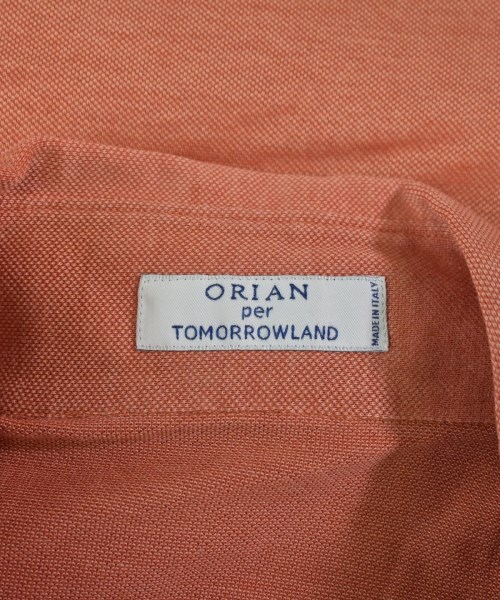 ORIAN
per
TOMORROWLAND
MADE IN ITALY